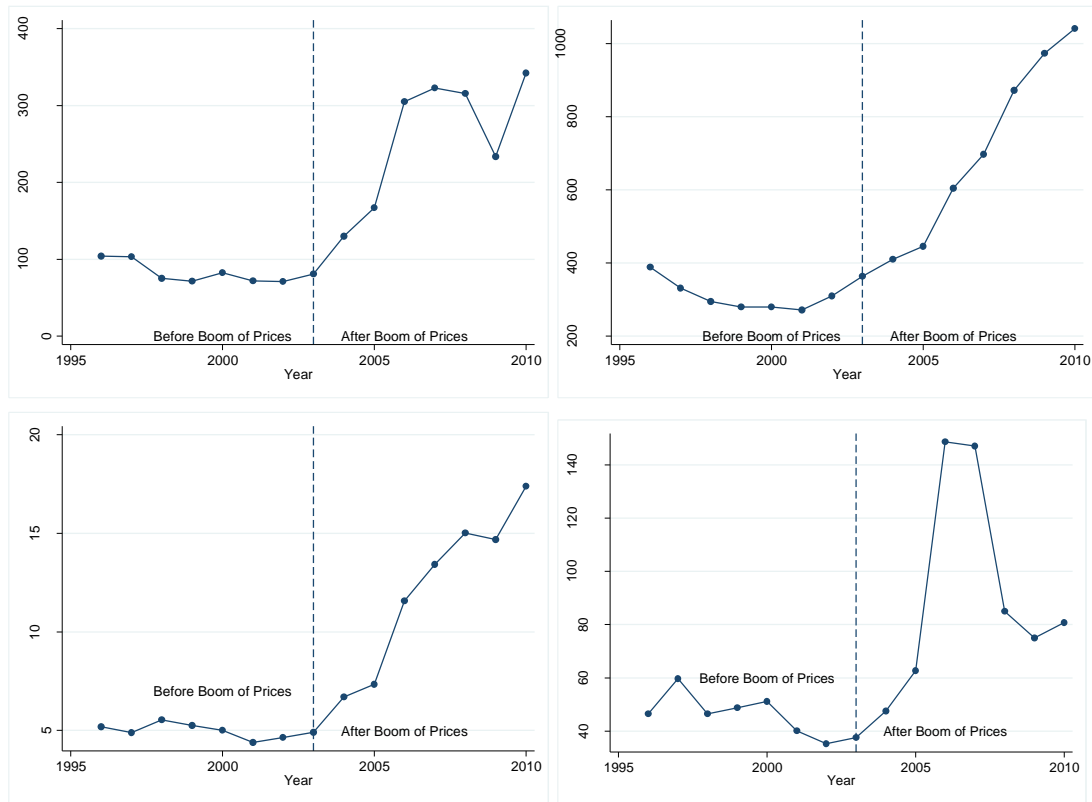 400
300
200
100
0
Before Boom of Prices After Boom of Prices
1995 2000 2005 2010
Year
1000
800
600
400
200
Before Boom of Prices After Boom of Prices
1995 2000 2005 2010
Year
20
15
10
5
Before Boom of Prices
After Boom of Prices
1995 2000 2005 2010
Year
140
120
100
80
60
40
Before Boom of Prices
After Boom of Prices
1995 2000 2005 2010
Year